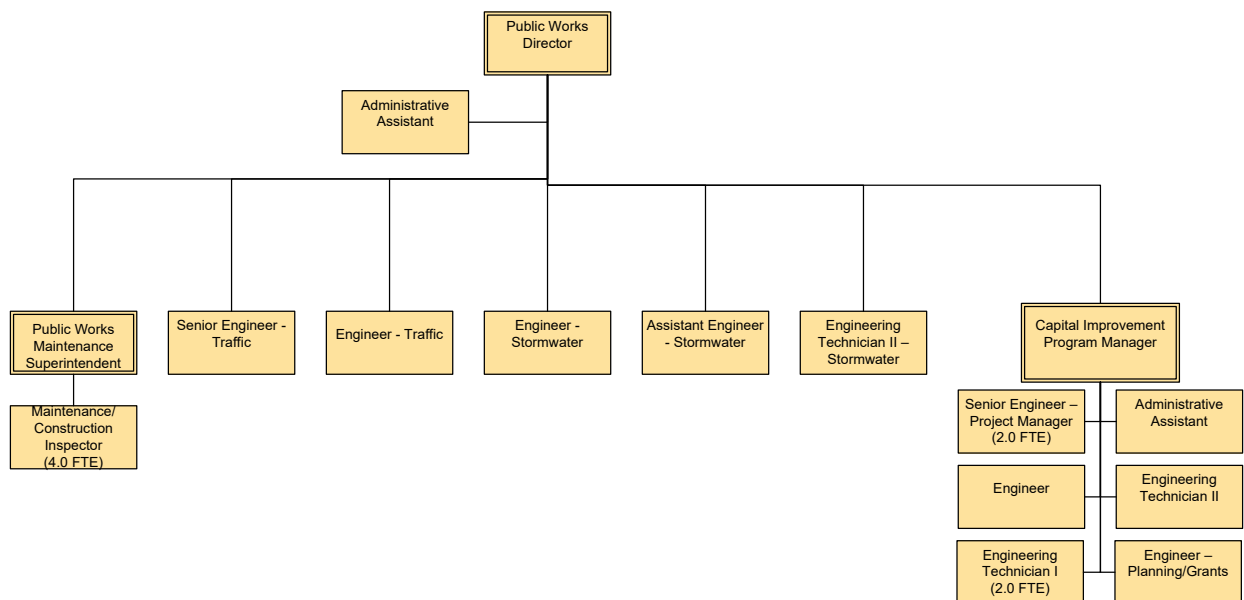 Public Works
Director
Administrative
Assistant
Public Works
Maintenance
Superintendent
Senior Engineer -
Traffic
Engineer - Traffic
Engineer -
Stormwater
Assistant Engineer
- Stormwater
Engineering
Technician II –
Stormwater
Capital Improvement
Program Manager
Maintenance/
Construction
Inspector
(4.0 FTE)
Senior Engineer –
Project Manager
(2.0 FTE)
Administrative
Assistant
Engineer
Engineering
Technician II
Engineering
Technician I
(2.0 FTE)
Engineer –
Planning/Grants